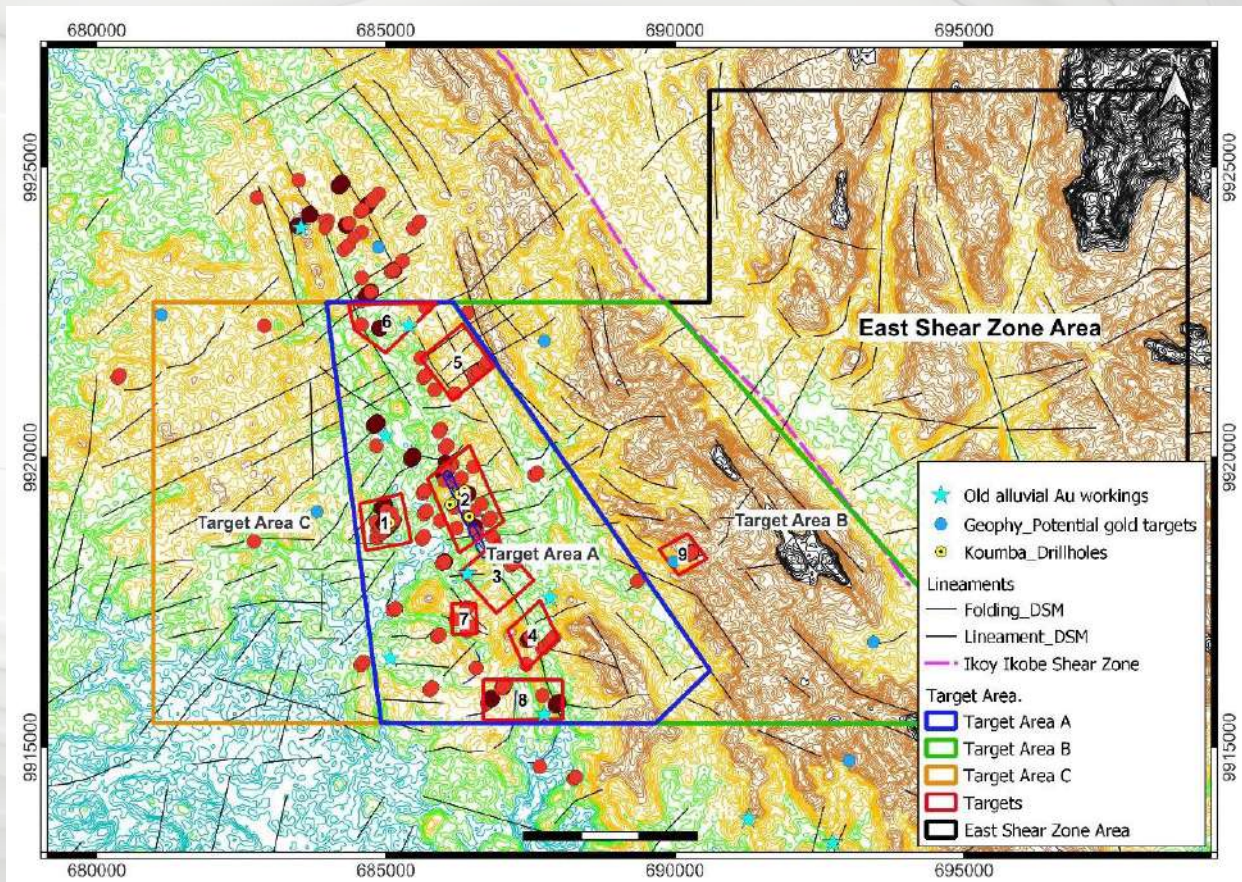 680000 685000 690000 695000
9925000 9925000
6
East Shear Zone Area
5
9920000 9920000
2
Target Area C 1 Target Area B
Target Area A 9
3
7 4
8
9915000 9915000
Old alluvial Au workings
Geophy_Potential gold targets
Koumba_Drillholes
Lineaments
Folding_DSM
Lineament_DSM
Ikoy Ikobe Shear Zone
Target Area.
Target Area A
Target Area B
Target Area C
Targets
East Shear Zone Area
680000 685000 690000 695000